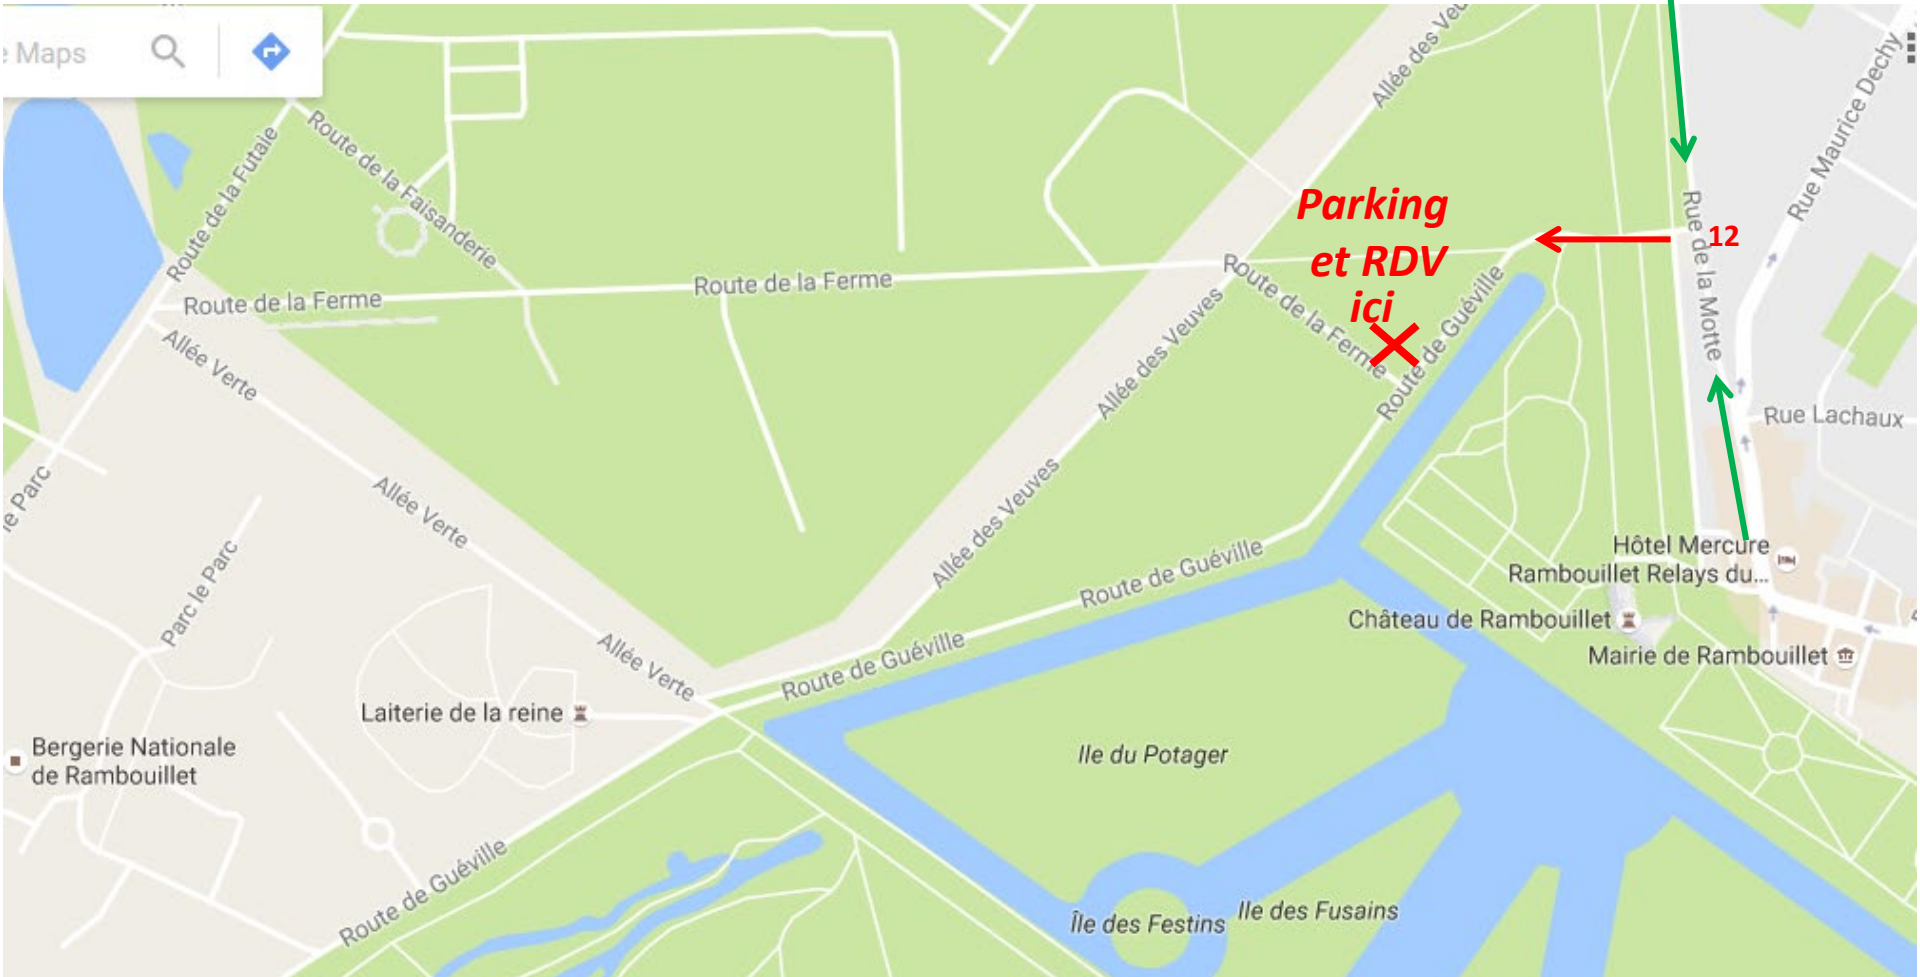 Maps
Route de la Futaie
Route de la Faisanderie
Allée des
Rue Maurice Dechy
Parking
et RDV
ici
12
Rue de la Motte
Route de la Ferme
Route de la Ferme
Route de la Ferme
Route de Guéville
Allée Verte
Allée des Veuves
Rue Lachaux
Parc
Allée Verte
Allée des Veuves
Parc le Parc
Route de Guéville
Hôtel Mercure
Rambouillet Relays du...
Château de Rambouillet
Mairie de Rambouillet
Allée Verte
Route de Guéville
Laiterie de la reine
Bergerie Nationale
de Rambouillet
Ile du Potager
Route de Guéville
Île des Festins
Ile des Fusains